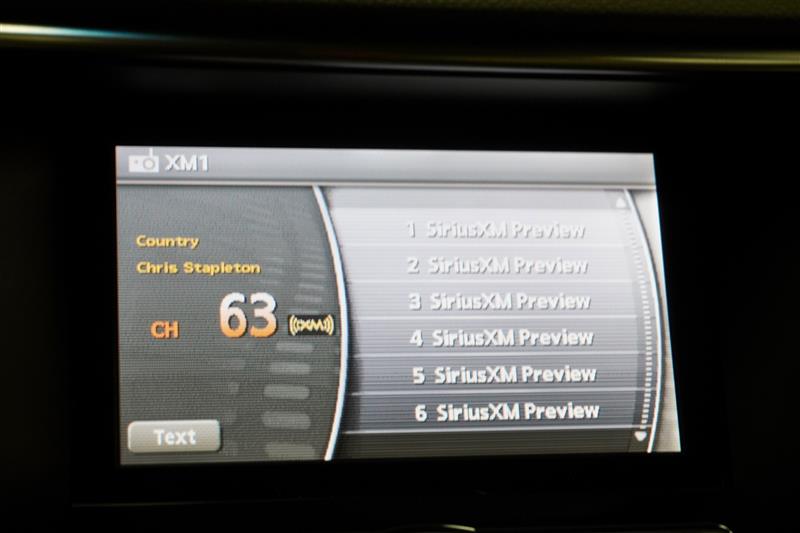 XM1
Country
Chris Stapleton
CH 63 ((XM))
Text
1 SiriusXM Preview
2 SiriusXM Preview
3 SiriusXM Preview
4 SiriusXM Preview
5 SiriusXM Preview
6 SiriusXM Preview